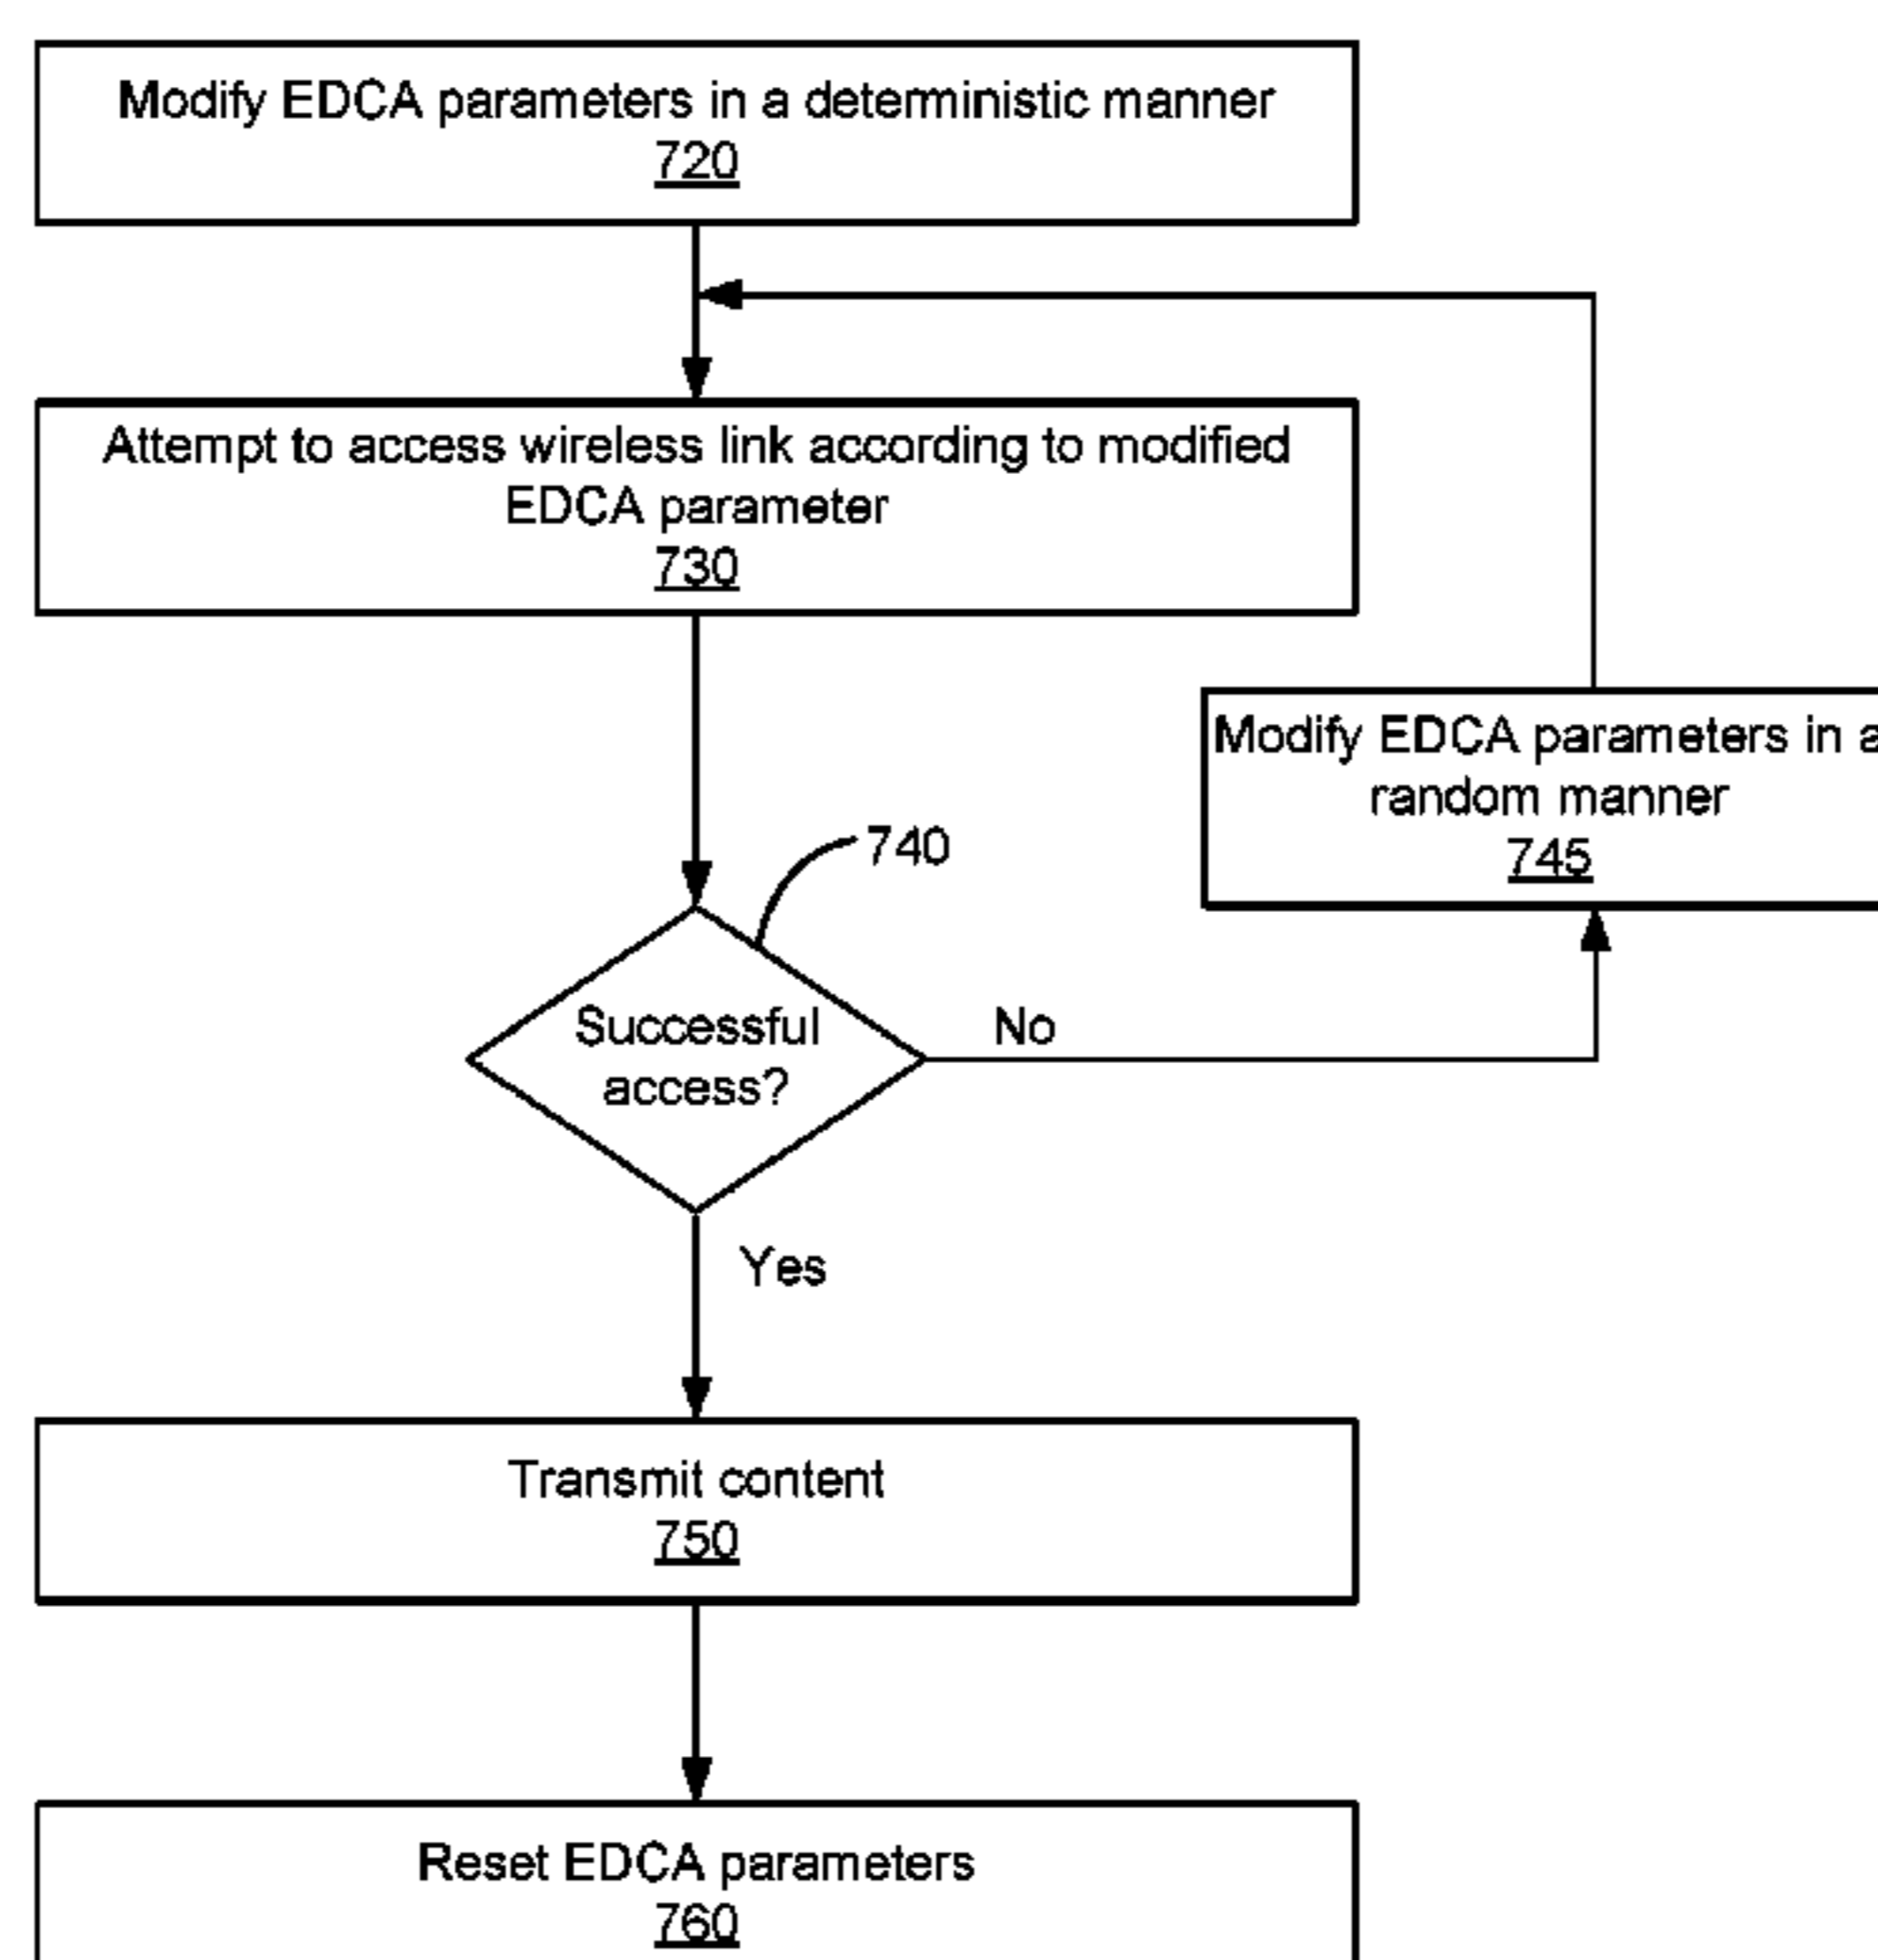 Modify EDCA parameters in a deterministic manner
720
Attempt to access wireless link according to modified
EDCA parameter
730
Modify EDCA parameters in a
random manner
745
740
Successful
access?
No
Yes
Transmit content
750
Reset EDCA parameters
760